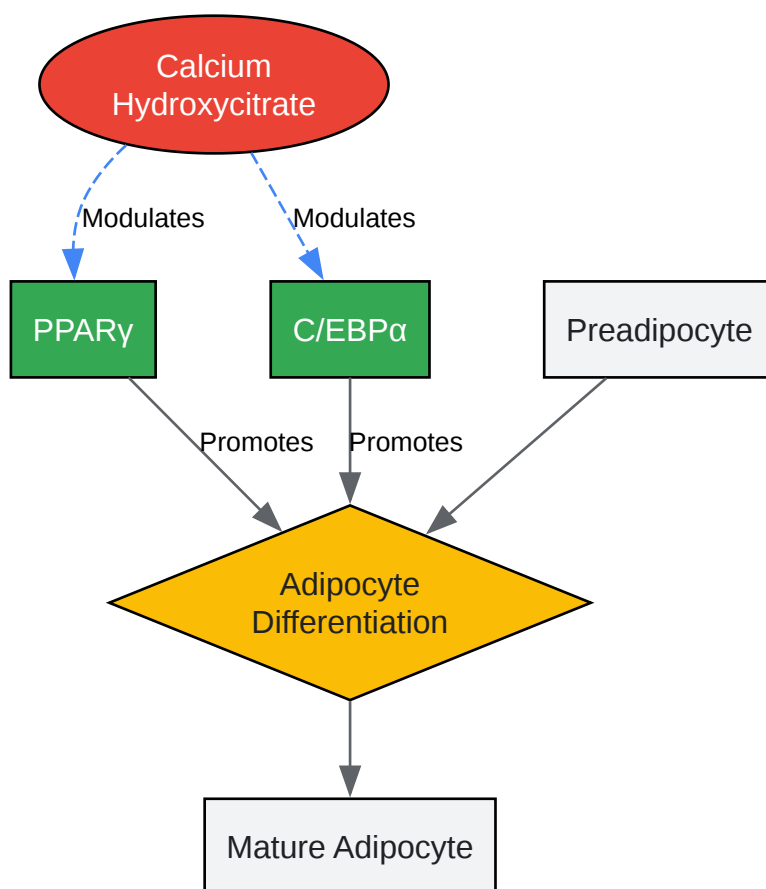 Calcium
Hydroxycitrate
Modulates
Modulates
PPARγ
C/EBPα
Preadipocyte
Promotes
Promotes
Adipocyte
Differentiation
Mature Adipocyte